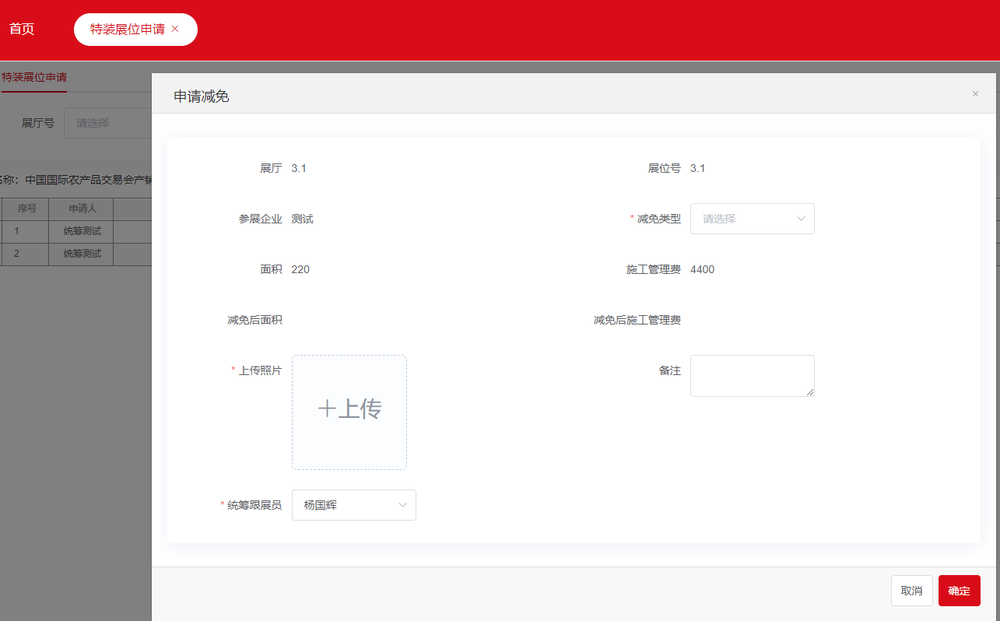 首页
特装展位申请 ×
特装展位申请
展厅号 请选择
名称：中国国际农产品交易会产销
序号 申请人
1 统筹测试
2 统筹测试
申请减免 ×
展厅 3.1 展位号 3.1
参展企业 测试 * 减免类型 请选择
面积 220 施工管理费 4400
减免后面积 减免后施工管理费
* 上传照片 +上传 备注
* 统筹跟展员 杨国辉
取消 确定